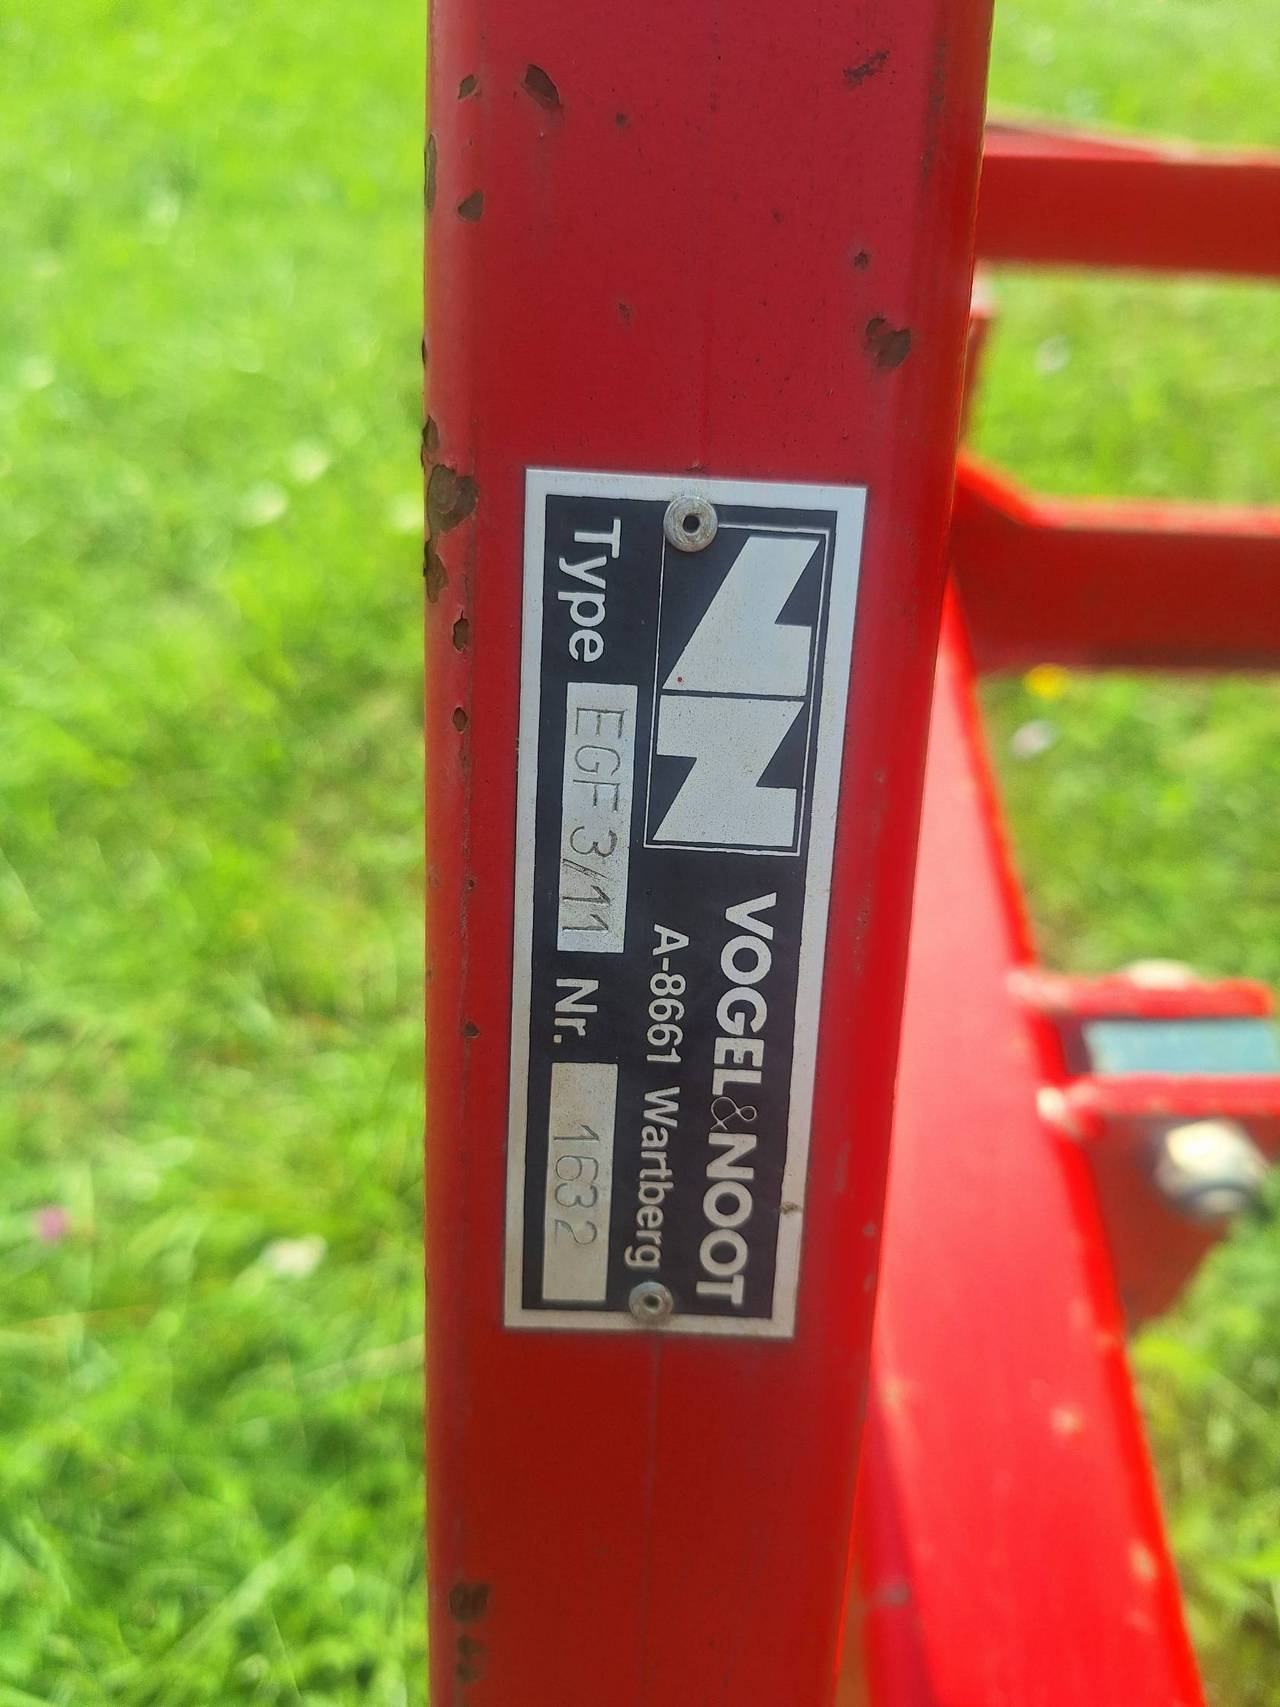 VOGEL&NOOT
A-8661 Wartberg
Type EGF 3/11 Nr. 1632